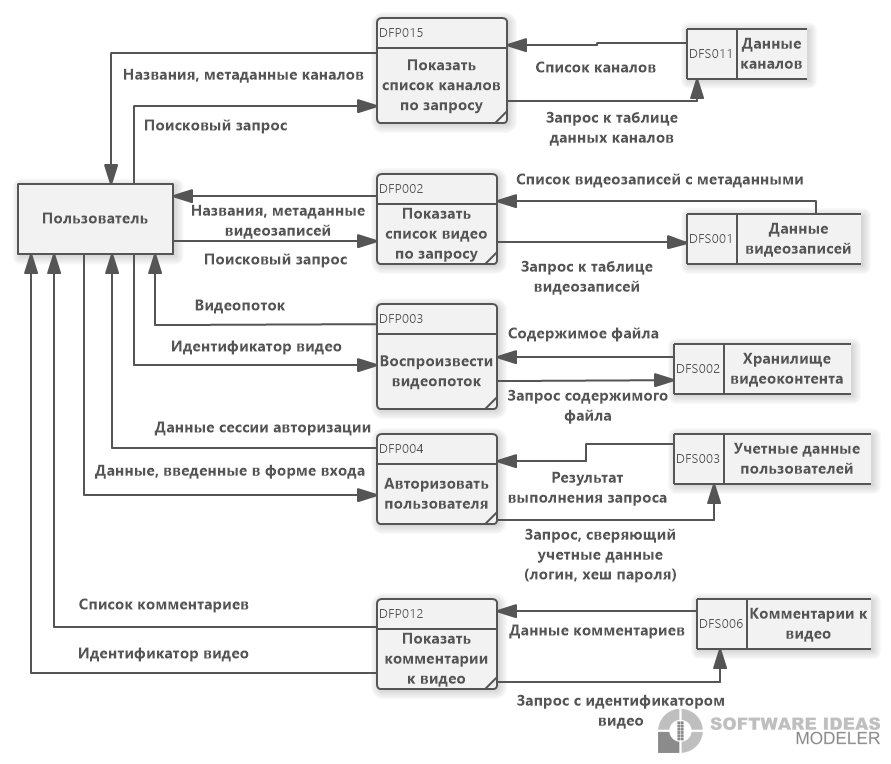 DFP015
Показать
список каналов
по запросу
Названия, метаданные каналов
Поисковый запрос
Список каналов
DFS011
Данные
каналов
Запрос к таблице
данных каналов
Пользователь
DFP002
Показать
список видео
по запросу
Названия, метаданные
видеозаписей
Поисковый запрос
Список видеозаписей с метаданными
DFS001
Данные
видеозаписей
Запрос к таблице
видеозаписей
Видеопоток
Идентификатор видео
DFP003
Воспроизвести
видеопоток
Содержимое файла
DFS002
Хранилище
видеоконтента
Запрос содержимого
файла
Данные сессии авторизации
Данные, введенные в форме входа
DFP004
Авторизовать
пользователя
Результат
выполнения запроса
DFS003
Учетные данные
пользователей
Запрос, сверяющий
учетные данные
(логин, хеш пароля)
Список комментариев
Идентификатор видео
DFP012
Показать
комментарии
к видео
Данные комментариев
DFS006
Комментарии к
видео
Запрос с идентификатором
видео
SOFTWARE IDEAS
MODELER